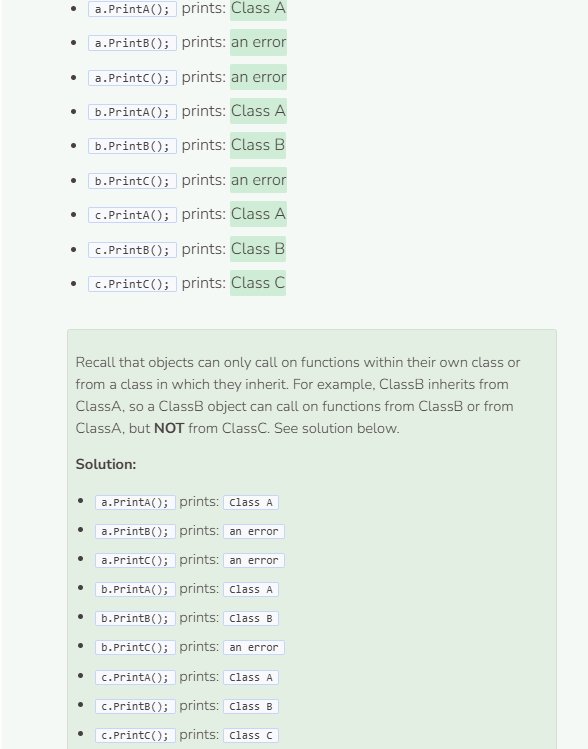 a.PrintA(); prints: Class A
a.PrintB(); prints: an error
a.PrintC(); prints: an error
b.PrintA(); prints: Class A
b.PrintB(); prints: Class B
b.PrintC(); prints: an error
c.PrintA(); prints: Class A
c.PrintB(); prints: Class B
c.PrintC(); prints: Class C
Recall that objects can only call on functions within their own class or
from a class in which they inherit. For example, ClassB inherits from
ClassA, so a ClassB object can call on functions from ClassB or from
ClassA, but NOT from ClassC. See solution below.
Solution:
a.PrintA(); prints: Class A
a.PrintB(); prints: an error
a.PrintC(); prints: an error
b.PrintA(); prints: Class A
b.PrintB(); prints: Class B
b.PrintC(); prints: an error
c.PrintA(); prints: Class A
c.PrintB(); prints: Class B
c.PrintC(); prints: Class C